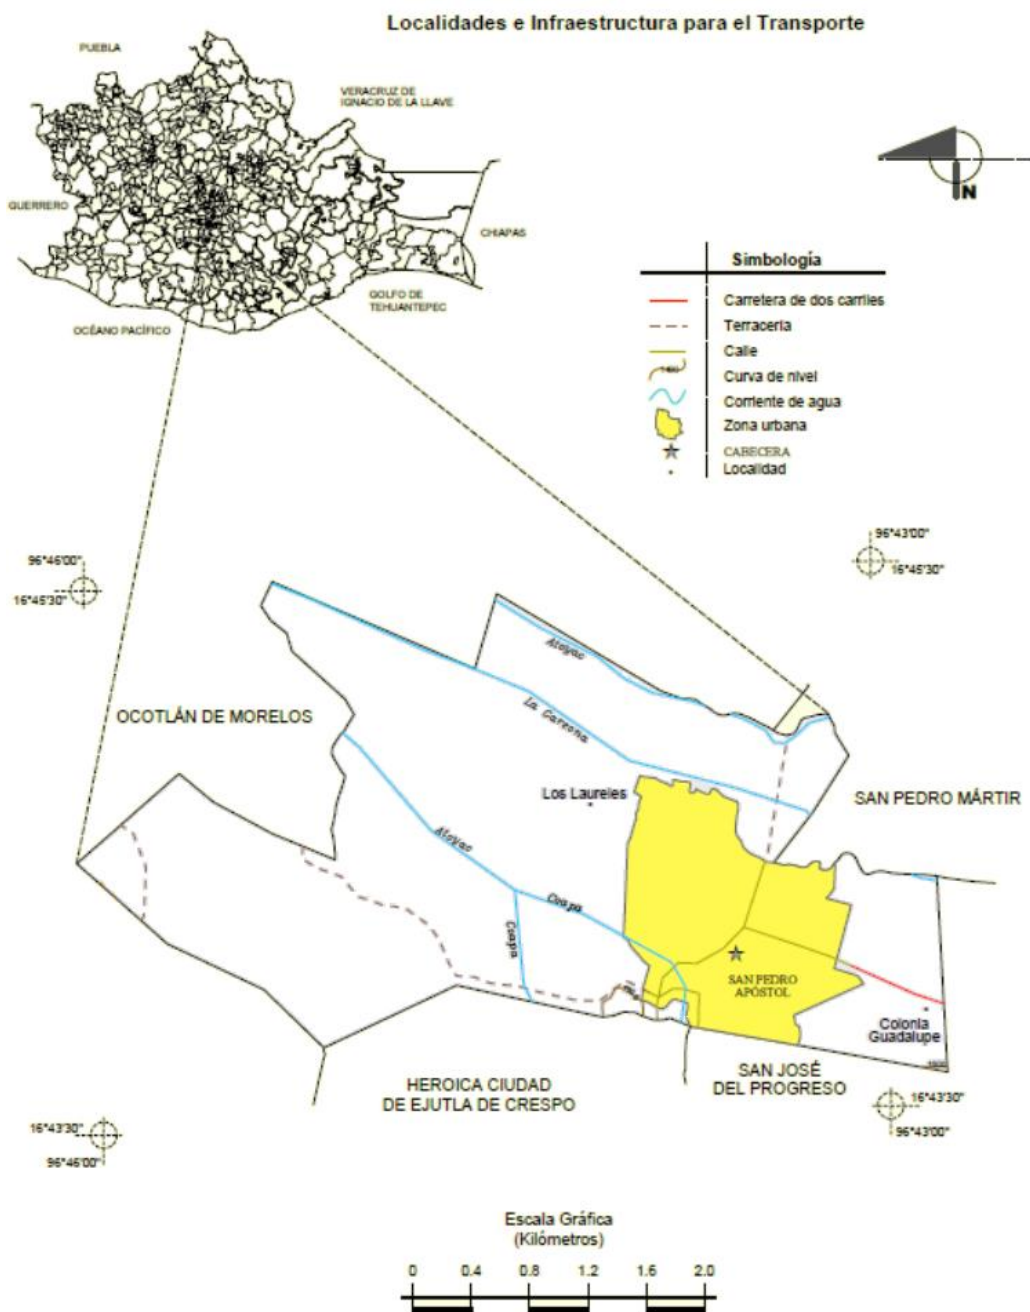 Localidades e Infraestructura para el Transporte
PUEBLA
VERACRUZ DE
IGNACIO DE LA LLAVE
GUERRERO
CHIAPAS
GOLFO DE
TEHUANTEPEC
OCÉANO PACÍFICO
N
Simbología
Carretera de dos carriles
Terracería
Calle
Curva de nivel
Corriente de agua
Zona urbana
CABECERA
Localidad
96°46'00"
16°45'30"
96°43'00"
16°45'30"
Atoyac
La Carzona
OCOTLÁN DE MORELOS
Los Laureles
SAN PEDRO MÁRTIR
Atoyac
Coapa
Coapa
SAN PEDRO
APÓSTOL
Colonia
Guadalupe
HEROICA CIUDAD
DE EJUTLA DE CRESPO
SAN JOSÉ
DEL PROGRESO
16°43'30"
96°43'00"
16°43'30"
96°46'00"
Escala Gráfica
(Kilómetros)
0 0.4 0.8 1.2 1.6 2.0